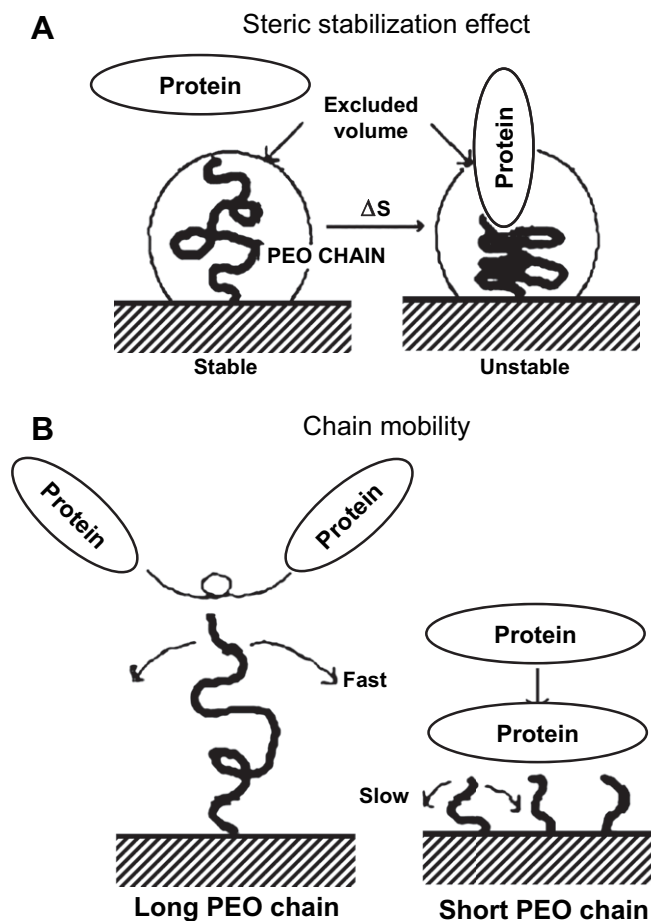 A
Steric stabilization effect
Protein
Excluded
volume
Protein
ΔS
PEO CHAIN
Stable
Unstable
B
Chain mobility
Protein
Protein
Fast
Protein
Protein
Slow
Long PEO chain
Short PEO chain